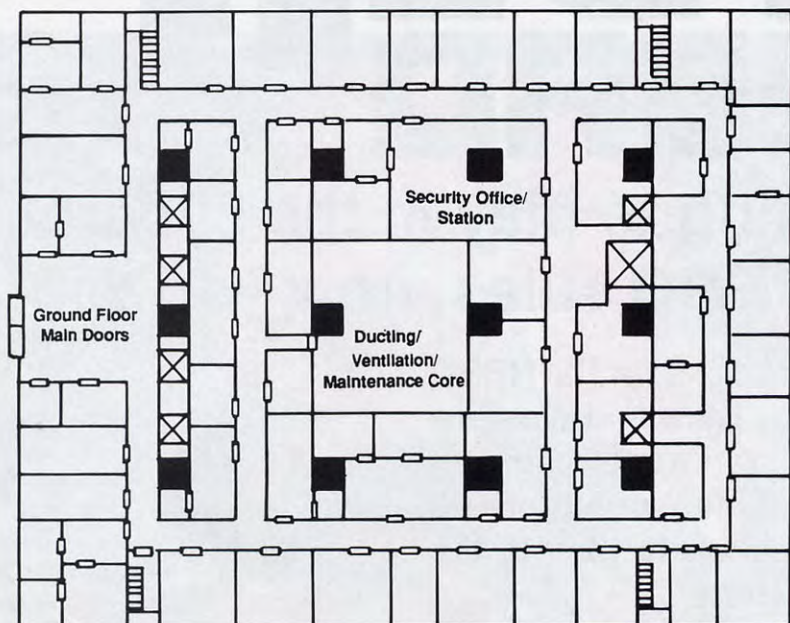 Security Office/
Station
Ground Floor
Main Doors
Ducting/
Ventilation/
Maintenance Core